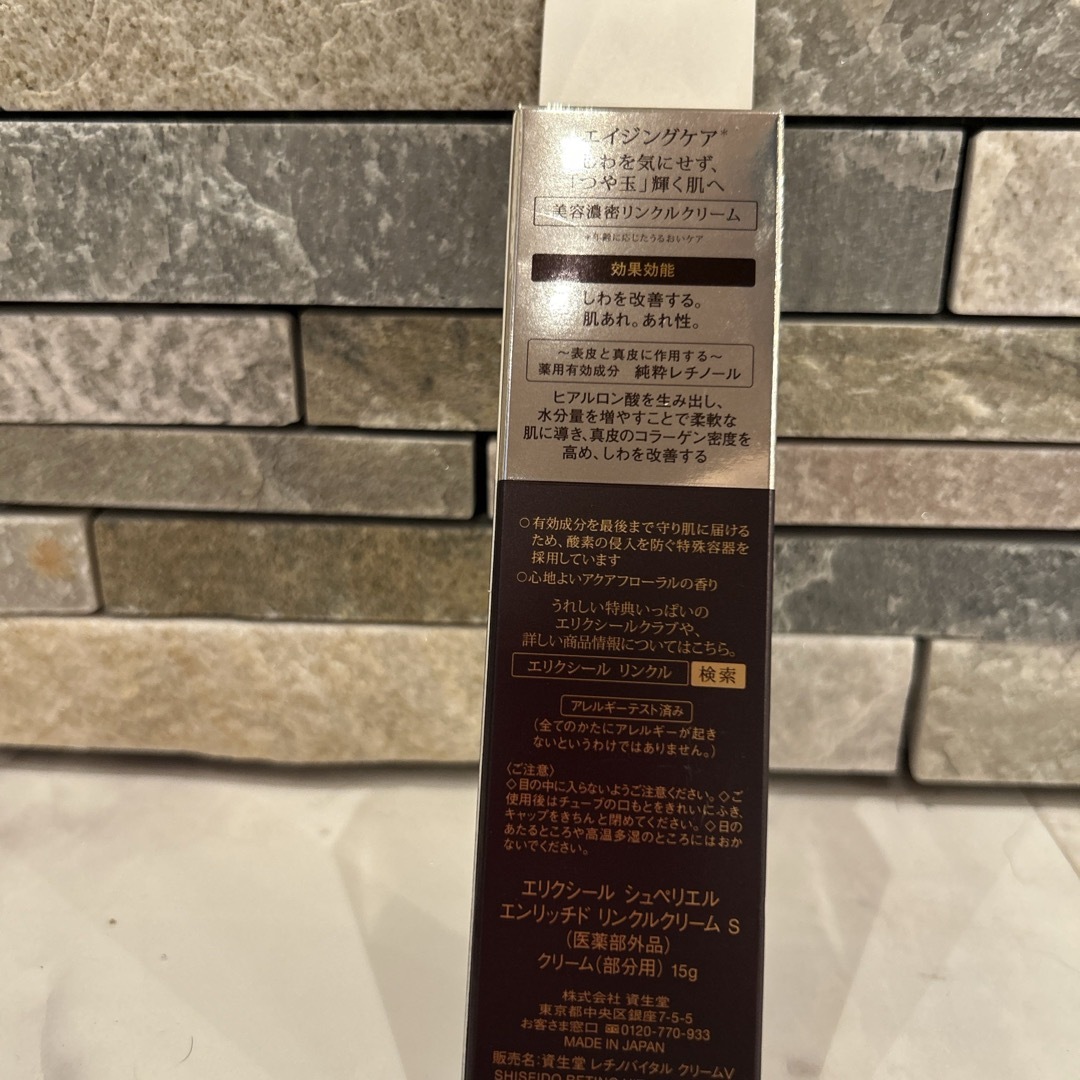 エイジングケア*
しわを気にせず、
「つや玉」輝く肌へ
美容濃密リンクルクリーム
*年齢に応じたうるおいケア
効果効能
しわを改善する。
肌あれ。あれ性。
～表皮と真皮に作用する～
薬用有効成分 純粋レチノール
ヒアルロン酸を生み出し、
水分量を増やすことで柔軟な
肌に導き、真皮のコラーゲン密度を
高め、しわを改善する
○有効成分を最後まで守り肌に届ける
ため、酸素の侵入を防ぐ特殊容器を
採用しています
○心地よいアクアフローラルの香り
うれしい特典いっぱいの
エリクシールクラブや、
詳しい商品情報についてはこちら。
エリクシール リンクル 検索
アレルギーテスト済み
（全てのかたにアレルギーが起き
ないというわけではありません。）
〈ご注意〉
◇目の中に入らないようご注意ください。◇ご
使用後はチューブの口もとをきれいにふき、
キャップをきちんと閉めてください。◇日の
あたるところや高温多湿のところにはおか
ないでください。
エリクシール シュペリエル
エンリッチド リンクルクリーム S
（医薬部外品）
クリーム（部分用） 15g
株式会社 資生堂
東京都中央区銀座7-5-5
お客さま窓口 0120-770-933
MADE IN JAPAN
販売名：資生堂 レチノバイタル クリームV
SHISEIDO